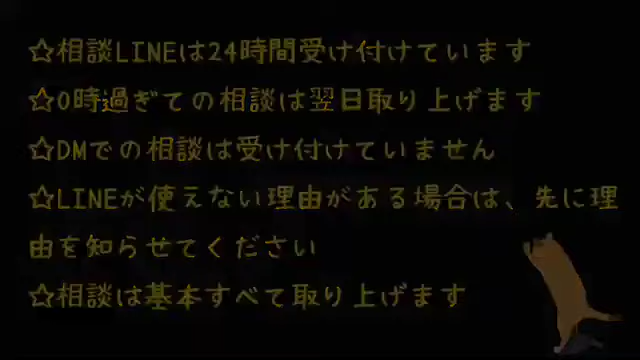 ☆相談LINEは24時間受け付けています
☆0時過ぎての相談は翌日取り上げます
☆DMでの相談は受け付けていません
☆LINEが使えない理由がある場合は、先に理
由を知らせてください
☆相談は基本すべて取り上げます